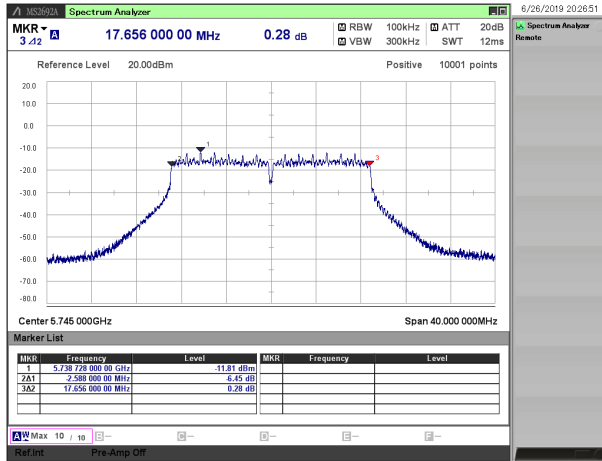 MS2692A Spectrum Analyzer
6/26/2019 20:26:51
Spectrum Analyzer
Remote
MKR
3 Δ2 A
17.656 000 00 MHz
0.28 dB
M RBW 100kHz M ATT 20dB
M VBW 300kHz SWT 12ms
Reference Level 20.00dBm
Positive 10001 points
20.0
10.0
0.0
-10.0
-20.0
-30.0
-40.0
-50.0
-60.0
-70.0
-80.0
2
1
3
Center 5.745 000GHz
Span 40.000 000MHz
Marker List
MKR Frequency Level MKR Frequency Level
1 5.738 728 000 00 GHz -11.81 dBm
2Δ1 -2.588 000 00 MHz -6.45 dB
3Δ2 17.656 000 00 MHz 0.28 dB
A W Max 10 / 10 B— C— D— E— F—
Ref.Int Pre-Amp Off